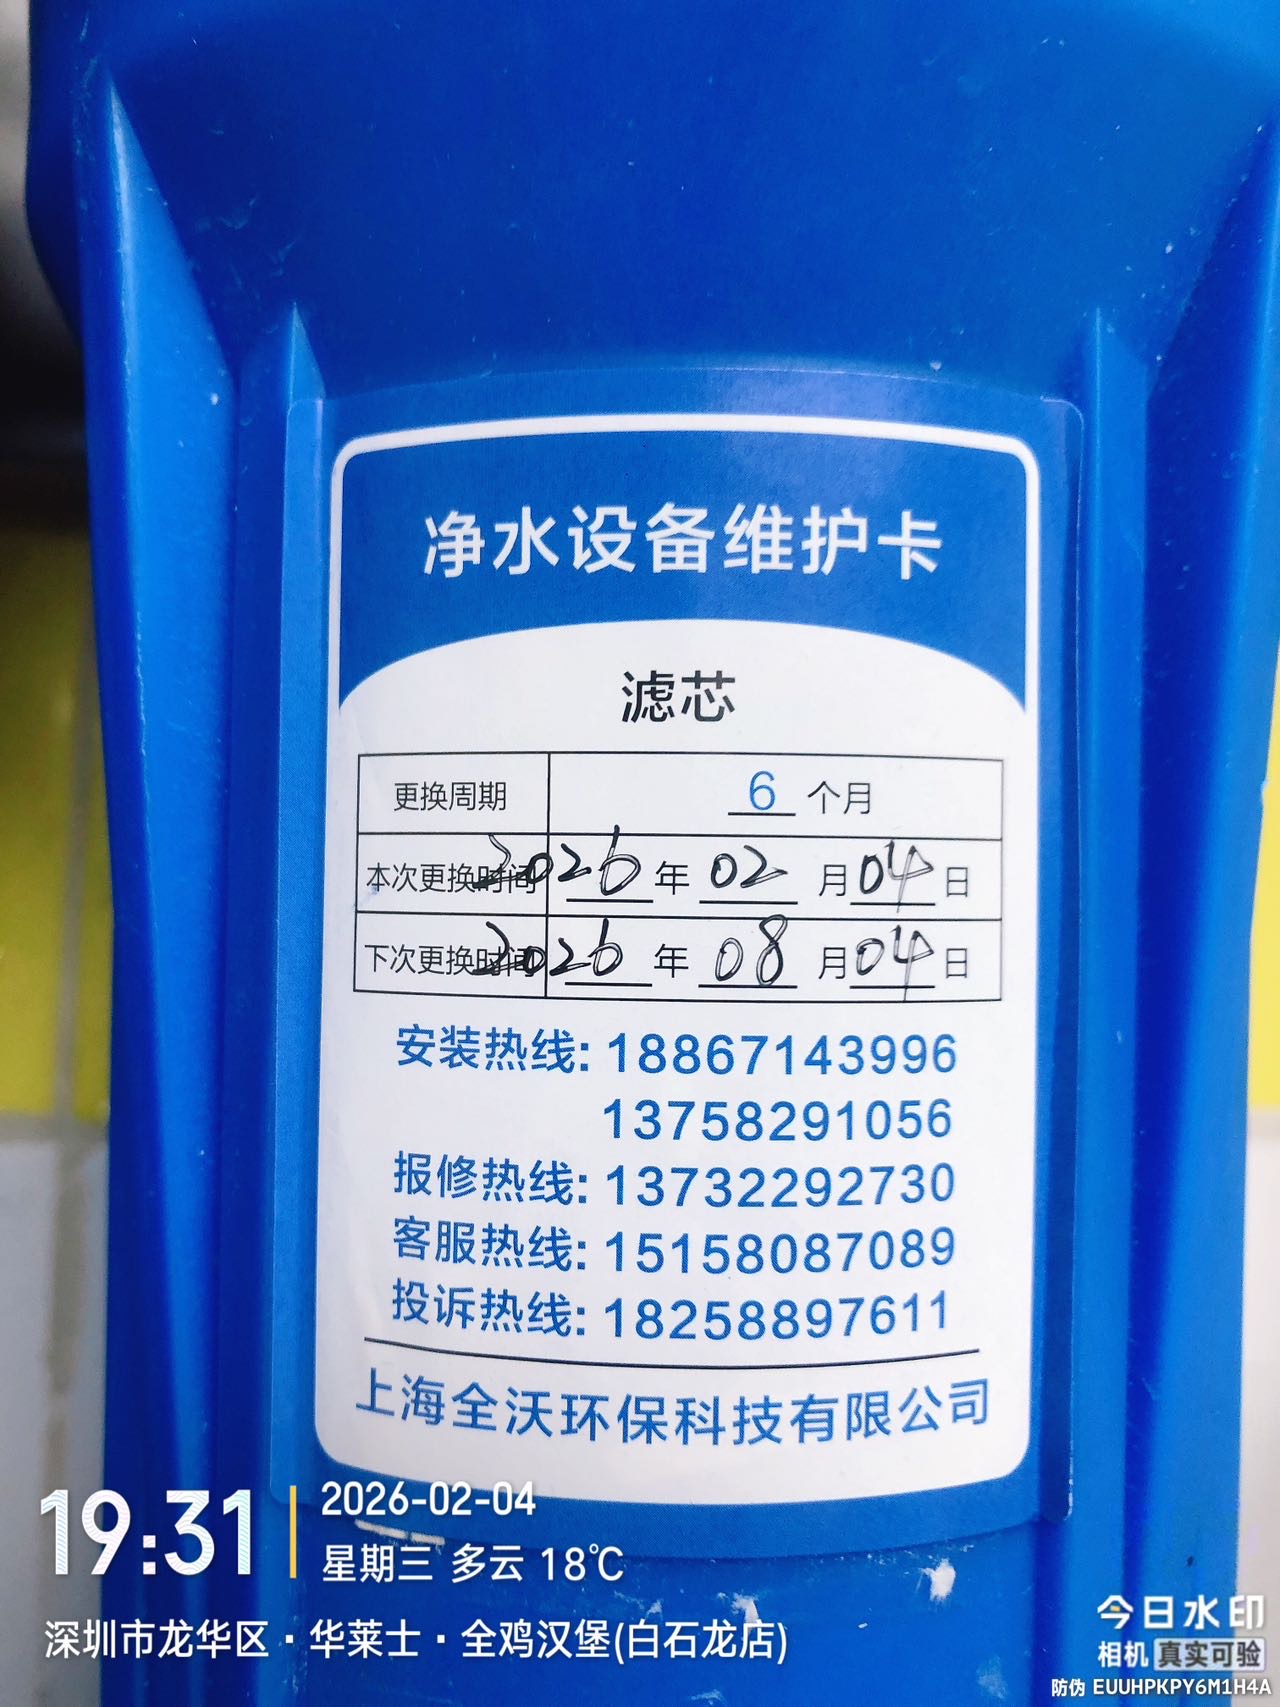 净水设备维护卡
滤芯
更换周期 6 个月
本次更换时间 2026 年 02 月 04 日
下次更换时间 2026 年 08 月 04 日
安装热线: 18867143996
13758291056
报修热线: 13732292730
客服热线: 15158087089
投诉热线: 18258897611
上海全沃环保科技有限公司
19:31
2026-02-04
星期三 多云 18℃
深圳市龙华区·华莱士·全鸡汉堡(白石龙店)
今日水印
相机 真实可验
防伪 EUUHPKPY6M1H4A